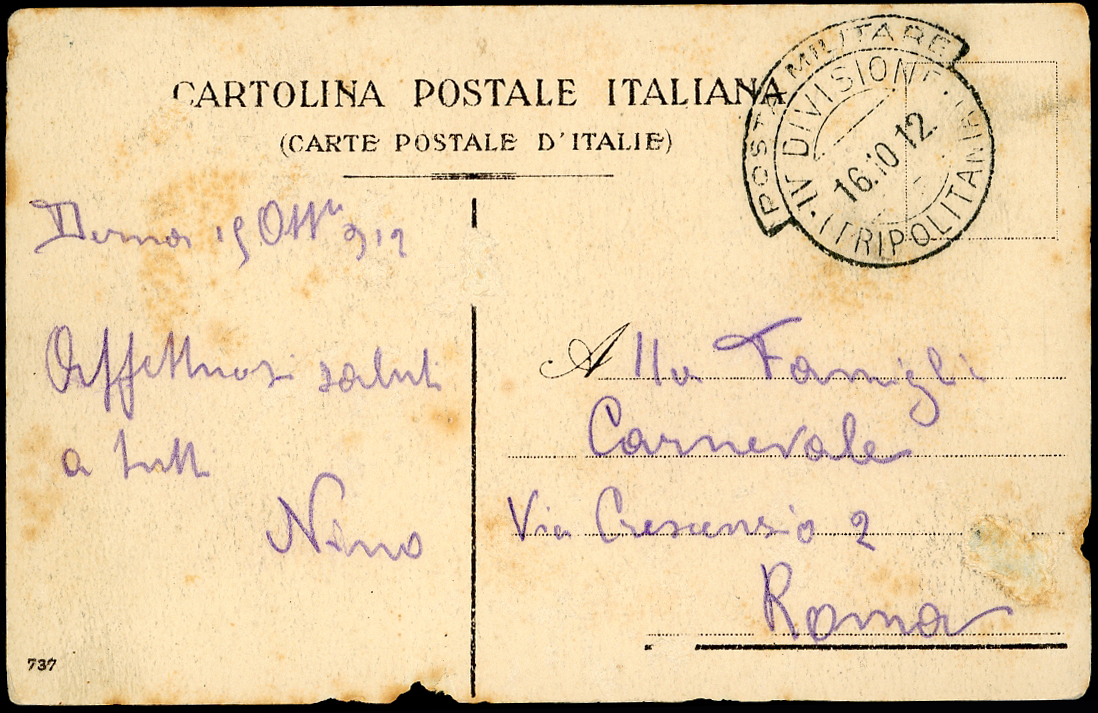 CARTOLINA POSTALE ITALIANA
(CARTE POSTALE D'ITALIE)
POSTA MILITARE
IV DIVISIONE
16.10 12
(TRIPOLITANIA)
Derna 15 Ott 912
Affettuosi saluti
a tutti
Nino
Alla Famiglia
Carnevale
Via Crescenzio 2
Roma
737